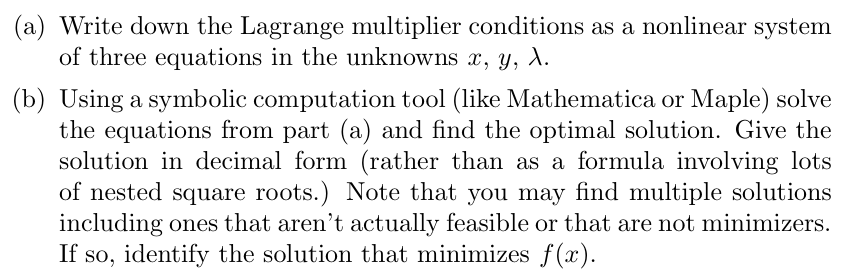 (a) Write down the Lagrange multiplier conditions as a nonlinear system
of three equations in the unknowns x, y, λ.
(b) Using a symbolic computation tool (like Mathematica or Maple) solve
the equations from part (a) and find the optimal solution. Give the
solution in decimal form (rather than as a formula involving lots
of nested square roots.) Note that you may find multiple solutions
including ones that aren't actually feasible or that are not minimizers.
If so, identify the solution that minimizes f(x).